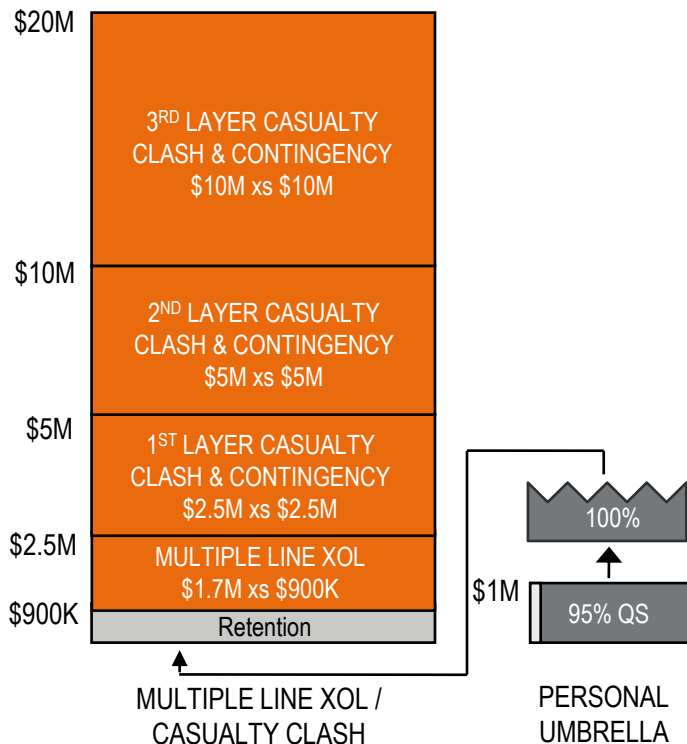 $20M
3RD LAYER CASUALTY
CLASH & CONTINGENCY
$10M xs $10M
$10M
2ND LAYER CASUALTY
CLASH & CONTINGENCY
$5M xs $5M
$5M
1ST LAYER CASUALTY
CLASH & CONTINGENCY
$2.5M xs $2.5M
$2.5M
MULTIPLE LINE XOL
$1.7M xs $900K
$900K
Retention
MULTIPLE LINE XOL /
CASUALTY CLASH
100%
$1M
95% QS
PERSONAL
UMBRELLA